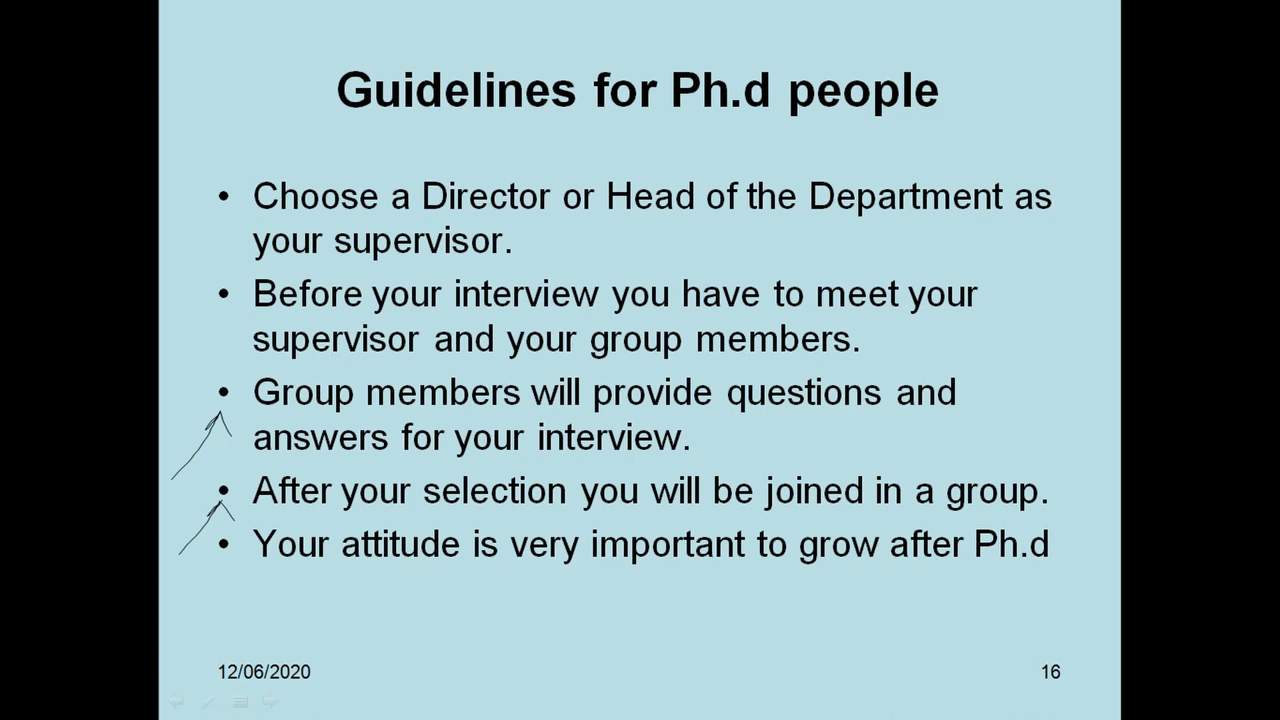 Guidelines for Ph.d people
• Choose a Director or Head of the Department as
your supervisor.
• Before your interview you have to meet your
supervisor and your group members.
• Group members will provide questions and
answers for your interview.
• After your selection you will be joined in a group.
• Your attitude is very important to grow after Ph.d
12/06/2020
16